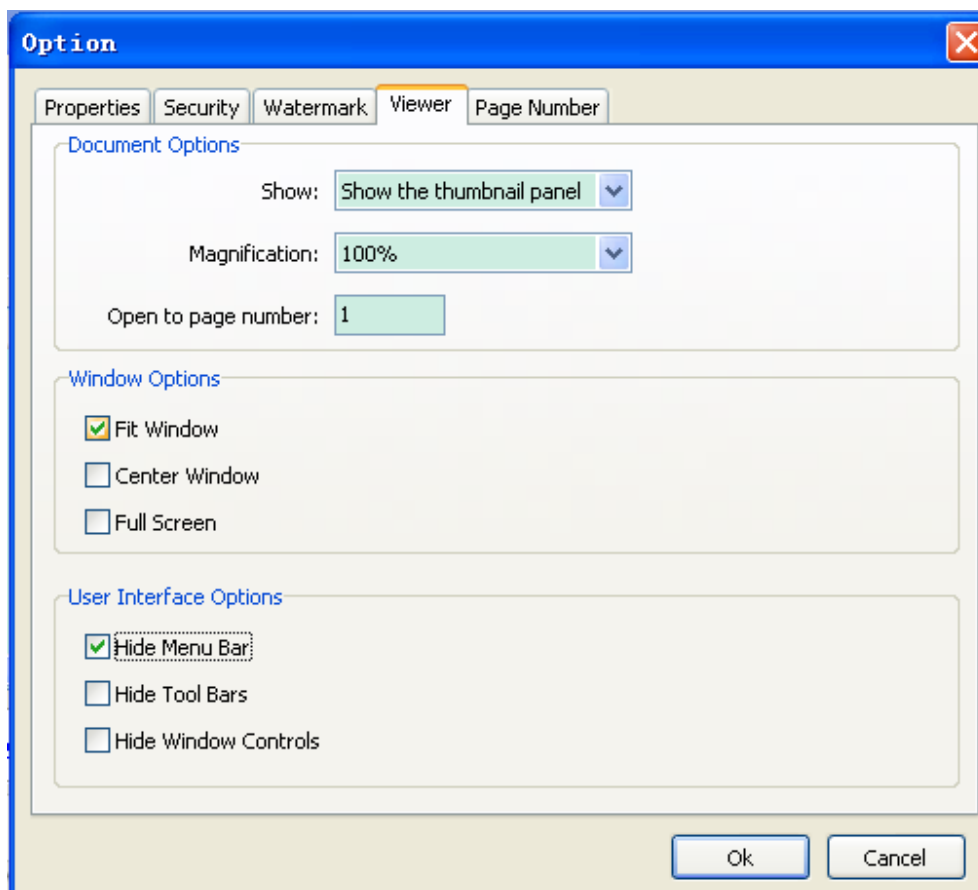 Option
Properties Security Watermark Viewer Page Number
Document Options
Show: Show the thumbnail panel
Magnification: 100%
Open to page number: 1
Window Options
Fit Window
Center Window
Full Screen
User Interface Options
Hide Menu Bar
Hide Tool Bars
Hide Window Controls
Ok Cancel